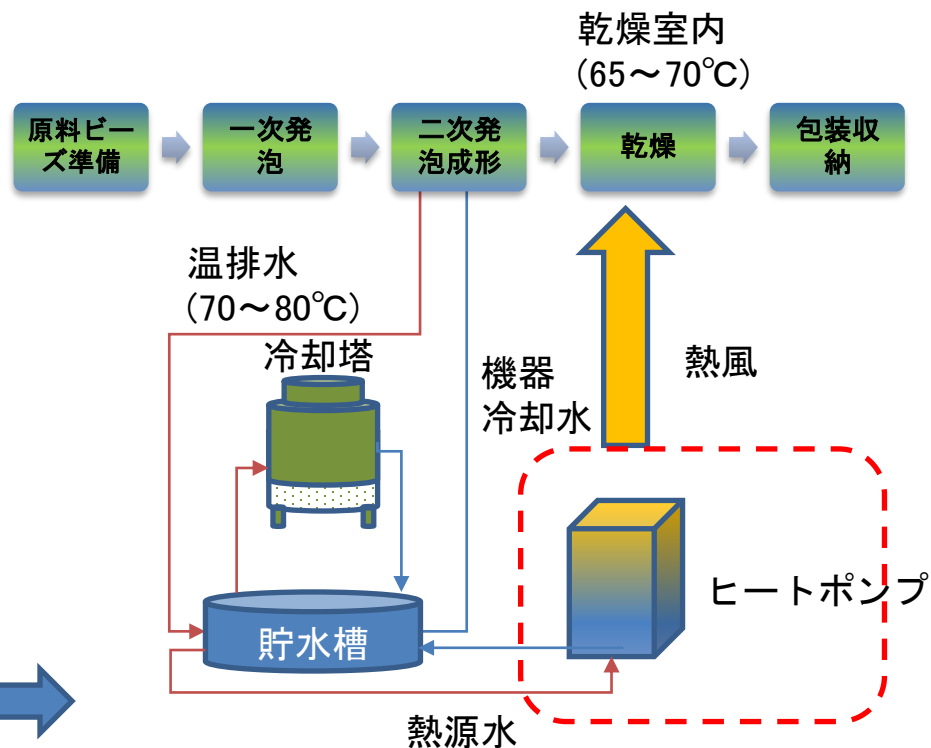 乾燥室内
(65～70℃)
原料ビー
ズ準備
一次発
泡
二次発
泡成形
乾燥
包装収
納
温排水
(70～80℃)
冷却塔
機器
冷却水
熱風
ヒートポンプ
貯水槽
熱源水